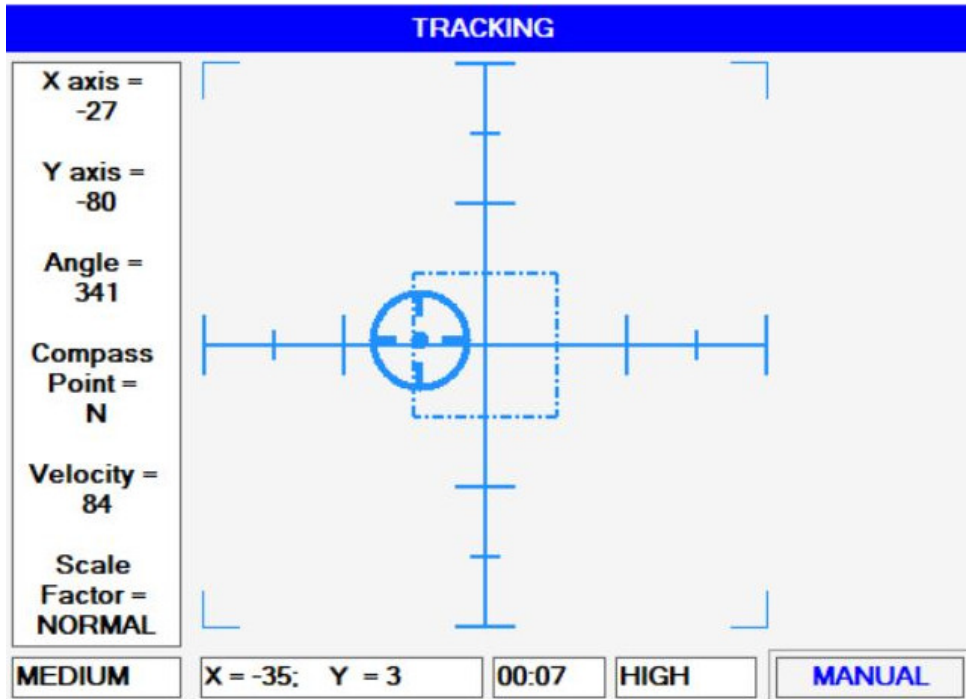 TRACKING
X axis =
-27
Y axis =
-80
Angle =
341
Compass
Point =
N
Velocity =
84
Scale
Factor =
NORMAL
MEDIUM
X = -35;    Y  = 3
00:07
HIGH
MANUAL